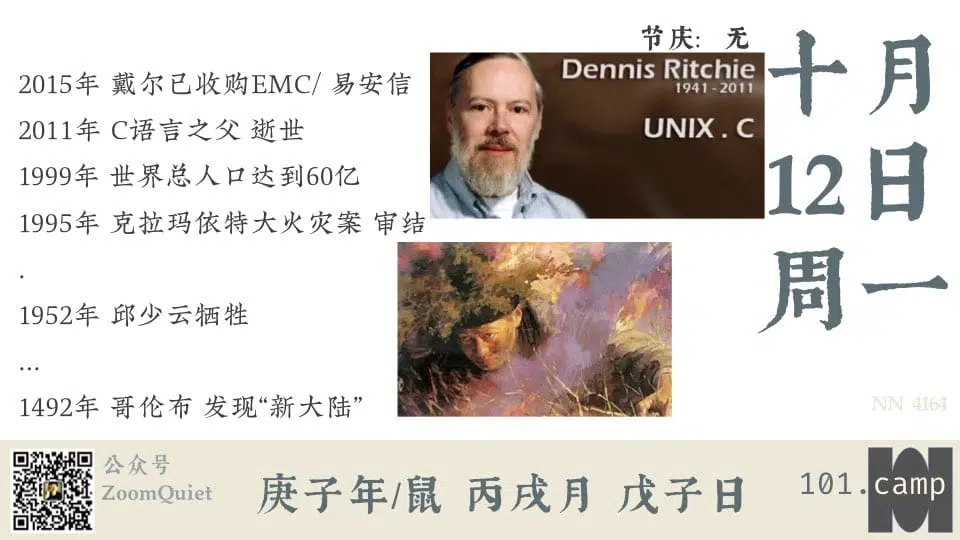 节庆: 无
十月
12日
周一
2015年 戴尔已收购EMC/ 易安信
2011年 C语言之父 逝世
1999年 世界总人口达到60亿
1995年 克拉玛依特大火灾案 审结
.
1952年 邱少云牺牲
...
1492年 哥伦布 发现“新大陆”
Dennis Ritchie
1941 - 2011
UNIX . C
NN 4164
公众号
ZoomQuiet
庚子年/鼠 丙戌月 戊子日
101.camp